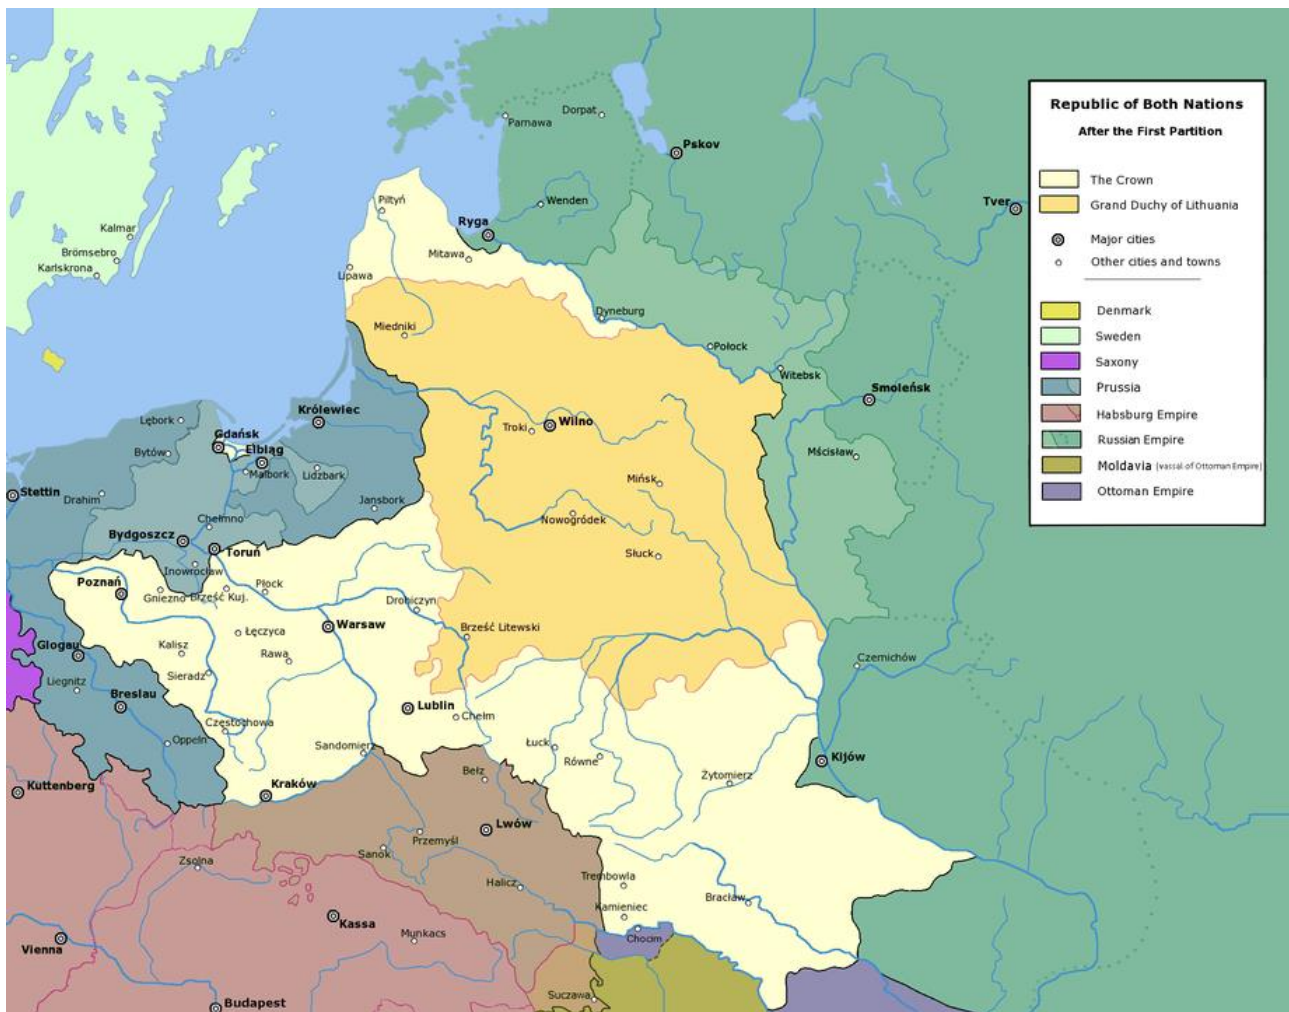 Republic of Both Nations
After the First Partition
The Crown
Grand Duchy of Lithuania
Major cities
Other cities and towns
Denmark
Sweden
Saxony
Prussia
Habsburg Empire
Russian Empire
Moldavia (vassal of Ottoman Empire)
Ottoman Empire
Parnawa
Dorpat
Pskov
Tver
Piltyń
Wenden
Ryga
Kalmar
Brömsebro
Karlskrona
Mitawa
Lipawa
Dyneburg
Miedniki
Połock
Witebsk
Smoleńsk
Królewiec
Lębork
Gdańsk
Elbląg
Bytów
Malbork
Lidzbark
Troki
Wilno
Mścisław
Mińsk
Stettin
Drahim
Jansbork
Chełmno
Nowogródek
Bydgoszcz
Toruń
Słuck
Inowrocław
Poznań
Gniezno
Brześć Kuj.
Płock
Drohiczyn
Warsaw
Łęczyca
Brześć Litewski
Kalisz
Rawa
Glogau
Liegnitz
Sieradz
Czernichów
Breslau
Lublin
Chełm
Częstochowa
Oppeln
Sandomierz
Łuck
Równe
Kijów
Żytomierz
Bełz
Kuttenberg
Kraków
Lwów
Przemyśl
Sanok
Zsolna
Halicz
Trembowla
Kamieniec
Bracław
Kassa
Munkacs
Chocim
Vienna
Suczawa
Budapest